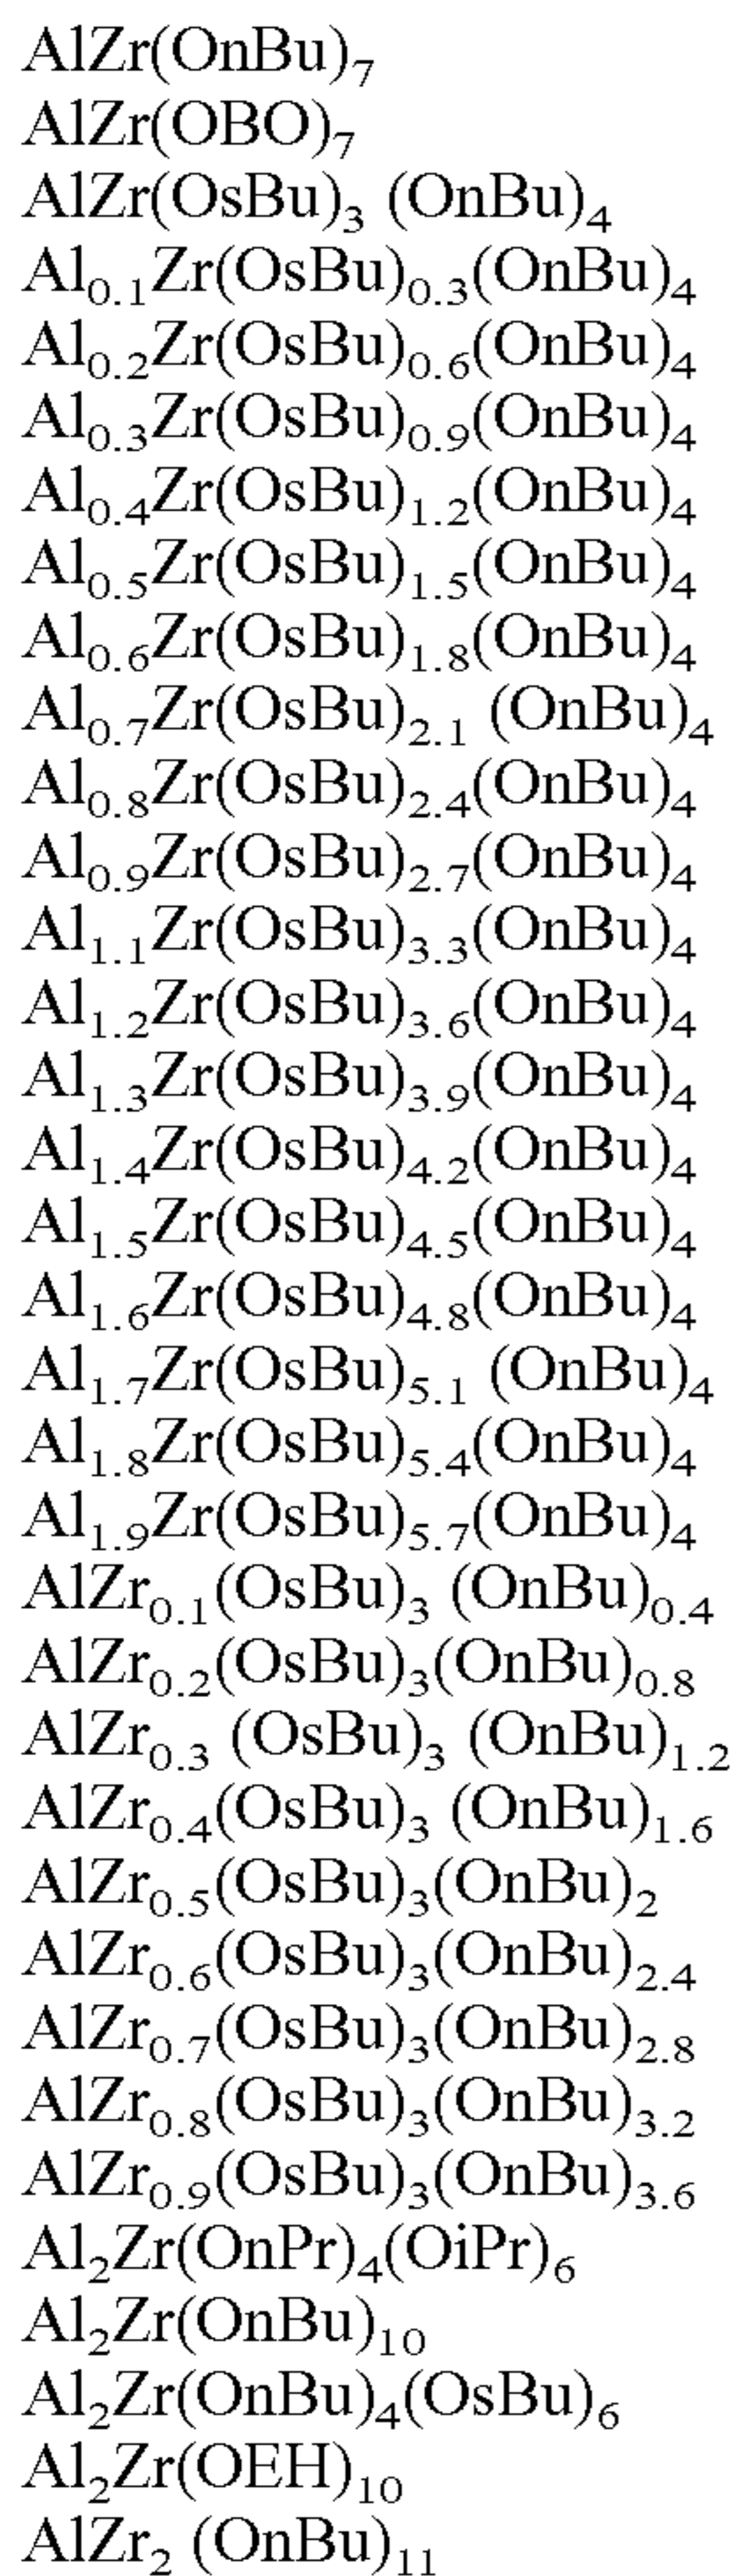 AlZr(OnBu)₇
AlZr(OBO)₇
AlZr(OsBu)₃ (OnBu)₄
Al₀.₁Zr(OsBu)₀.₃(OnBu)₄
Al₀.₂Zr(OsBu)₀.₆(OnBu)₄
Al₀.₃Zr(OsBu)₀.₉(OnBu)₄
Al₀.₄Zr(OsBu)₁.₂(OnBu)₄
Al₀.₅Zr(OsBu)₁.₅(OnBu)₄
Al₀.₆Zr(OsBu)₁.₈(OnBu)₄
Al₀.₇Zr(OsBu)₂.₁ (OnBu)₄
Al₀.₈Zr(OsBu)₂.₄(OnBu)₄
Al₀.₉Zr(OsBu)₂.₇(OnBu)₄
Al₁.₁Zr(OsBu)₃.₃(OnBu)₄
Al₁.₂Zr(OsBu)₃.₆(OnBu)₄
Al₁.₃Zr(OsBu)₃.₉(OnBu)₄
Al₁.₄Zr(OsBu)₄.₂(OnBu)₄
Al₁.₅Zr(OsBu)₄.₅(OnBu)₄
Al₁.₆Zr(OsBu)₄.₈(OnBu)₄
Al₁.₇Zr(OsBu)₅.₁ (OnBu)₄
Al₁.₈Zr(OsBu)₅.₄(OnBu)₄
Al₁.₉Zr(OsBu)₅.₇(OnBu)₄
AlZr₀.₁(OsBu)₃ (OnBu)₀.₄
AlZr₀.₂(OsBu)₃(OnBu)₀.₈
AlZr₀.₃ (OsBu)₃ (OnBu)₁.₂
AlZr₀.₄(OsBu)₃ (OnBu)₁.₆
AlZr₀.₅(OsBu)₃(OnBu)₂
AlZr₀.₆(OsBu)₃(OnBu)₂.₄
AlZr₀.₇(OsBu)₃(OnBu)₂.₈
AlZr₀.₈(OsBu)₃(OnBu)₃.₂
AlZr₀.₉(OsBu)₃(OnBu)₃.₆
Al₂Zr(OnPr)₄(OiPr)₆
Al₂Zr(OnBu)₁₀
Al₂Zr(OnBu)₄(OsBu)₆
Al₂Zr(OEH)₁₀
AlZr₂ (OnBu)₁₁